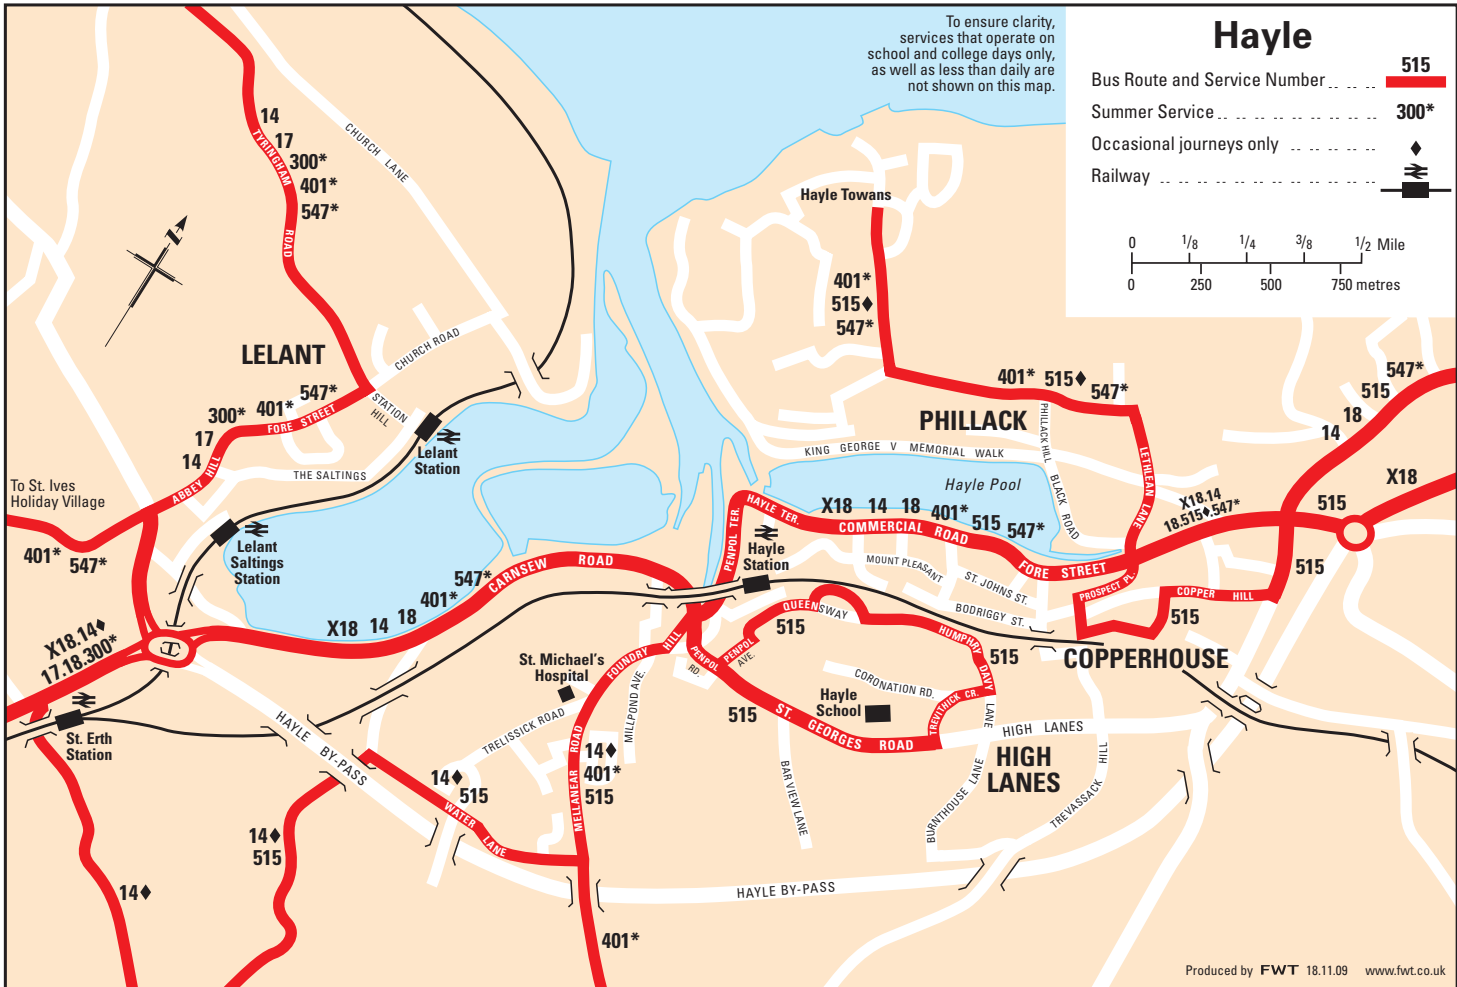 To ensure clarity,
services that operate on
school and college days only,
as well as less than daily are
not shown on this map.
Hayle
Bus Route and Service Number
515
Summer Service
300*
Occasional journeys only
♦
Railway
0 1/8 1/4 3/8 1/2 Mile
0 250 500 750 metres
N
14
17
300*
401*
547*
TYRINGHAM
ROAD
CHURCH LANE
LELANT
CHURCH ROAD
STATION
HILL
547*
401*
300*
17
14
FORE STREET
ABBEY HILL
THE SALTINGS
Lelant
Station
To St. Ives
Holiday Village
401*
547*
Lelant
Saltings
Station
X18.14♦
17.18.300*
St. Erth
Station
X18 14 18 401* 547*
CARNSEW ROAD
HAYLE BY-PASS
14♦
14♦
515
14♦
515
WATER
LANE
TRELISSICK ROAD
St. Michael's
Hospital
FOUNDRY HILL
MILLPOND AVE.
MELLANEAR ROAD
14♦
401*
515
401*
Hayle Towans
401*
515♦
547*
401* 515♦ 547*
PHILLACK
KING GEORGE V MEMORIAL WALK
PHILLACK HILL
BLACK ROAD
LETHLEAN LANE
Hayle Pool
PENPOL TER.
HAYLE TER.
X18 14 18 401* 515 547*
COMMERCIAL ROAD
FORE STREET
Hayle
Station
MOUNT PLEASANT
ST. JOHNS ST.
BODRIGGY ST.
PROSPECT PL.
X18.14
18.515♦.547*
14
18
515
547*
515
X18
515
COPPER HILL
515
COPPERHOUSE
QUEENSWAY
515
HUMPHRY DAVY LANE
515
PENPOL
RD.
PENPOL
AVE.
515
ST. GEORGES ROAD
CORONATION RD.
Hayle
School
TREVITHICK CR.
HIGH LANES
HIGH
LANES
BAR VIEW LANE
BURNTHOUSE LANE
TREVASSACK HILL
HAYLE BY-PASS
Produced by FWT 18.11.09 www.fwt.co.uk